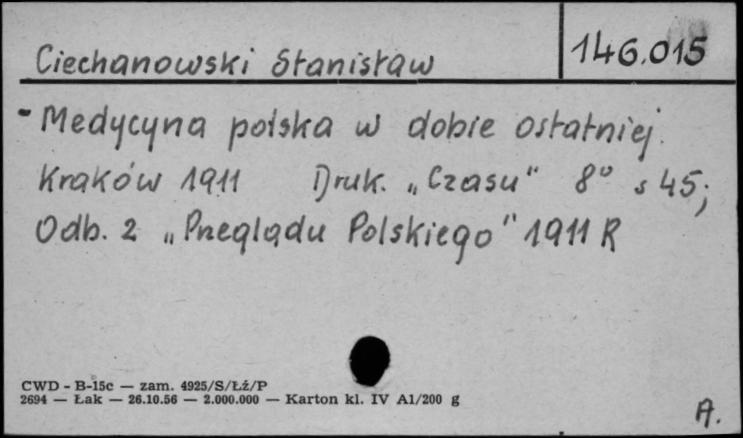 Ciechanowski Stanisław 146.015
- Medycyna polska w dobie ostatniej.
Kraków 1911 Druk. „Czasu" 8° s 45;
Odb. z „Przeglądu Polskiego" 1911 R
CWD - B-15c — zam. 4925/S/Łź/P
2694 — Łak — 26.10.56 — 2.000.000 — Karton kl. IV A1/200 g
A.